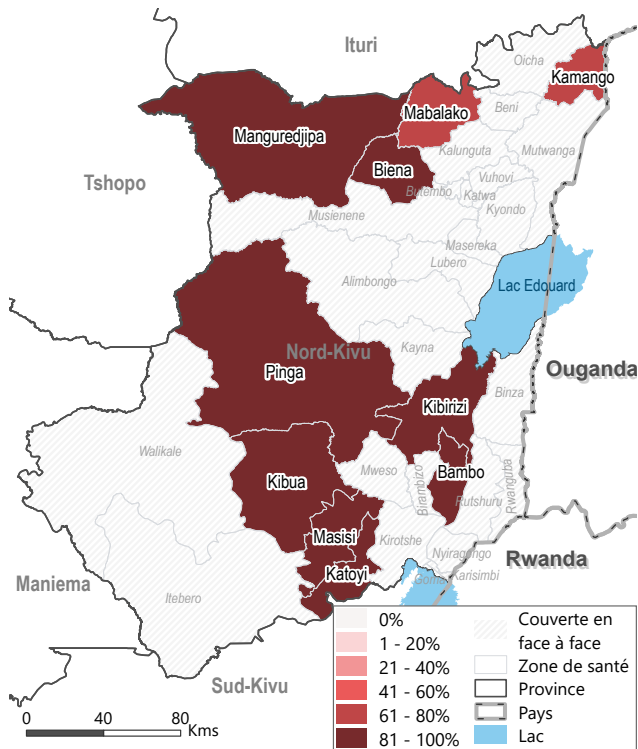 Ituri
Oicha
Kamango
Mabalako
Beni
Manguredjipa
Kalunguta
Mutwanga
Biena
Tshopo
Vuhovi
Butembo
Katwa
Kyondo
Musienene
Masereka
Lubero
Alimbongo
Lac Edouard
Nord-Kivu
Kayna
Ouganda
Pinga
Binza
Kibirizi
Walikale
Mweso
Bambo
Kibua
Birambizo
Rutshuru
Rwanguba
Masisi
Kirotshe
Nyiragongo
Rwanda
Katoyi
Goma
Karisimbi
Maniema
Itebero
Sud-Kivu
0%
1 - 20%
21 - 40%
41 - 60%
61 - 80%
81 - 100%
Couverte en
face à face
Zone de santé
Province
Pays
Lac
0 40 80
Kms